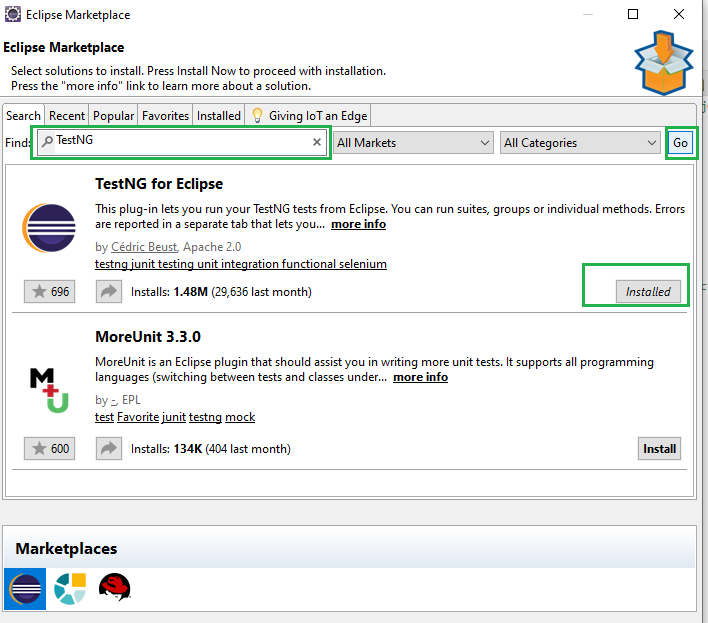 Eclipse Marketplace
Eclipse Marketplace
Select solutions to install. Press Install Now to proceed with installation.
Press the "more info" link to learn more about a solution.
Search Recent Popular Favorites Installed Giving IoT an Edge
Find: TestNG All Markets All Categories Go
TestNG for Eclipse
This plug-in lets you run your TestNG tests from Eclipse. You can run suites, groups or individual methods. Errors
are reported in a separate tab that lets you... more info
by Cédric Beust, Apache 2.0
testng junit testing unit integration functional selenium
696 Installs: 1.48M (29,636 last month) Installed
MoreUnit 3.3.0
MoreUnit is an Eclipse plugin that should assist you in writing more unit tests. It supports all programming
languages (switching between tests and classes under... more info
by -, EPL
test Favorite junit testng mock
600 Installs: 134K (404 last month) Install
Marketplaces